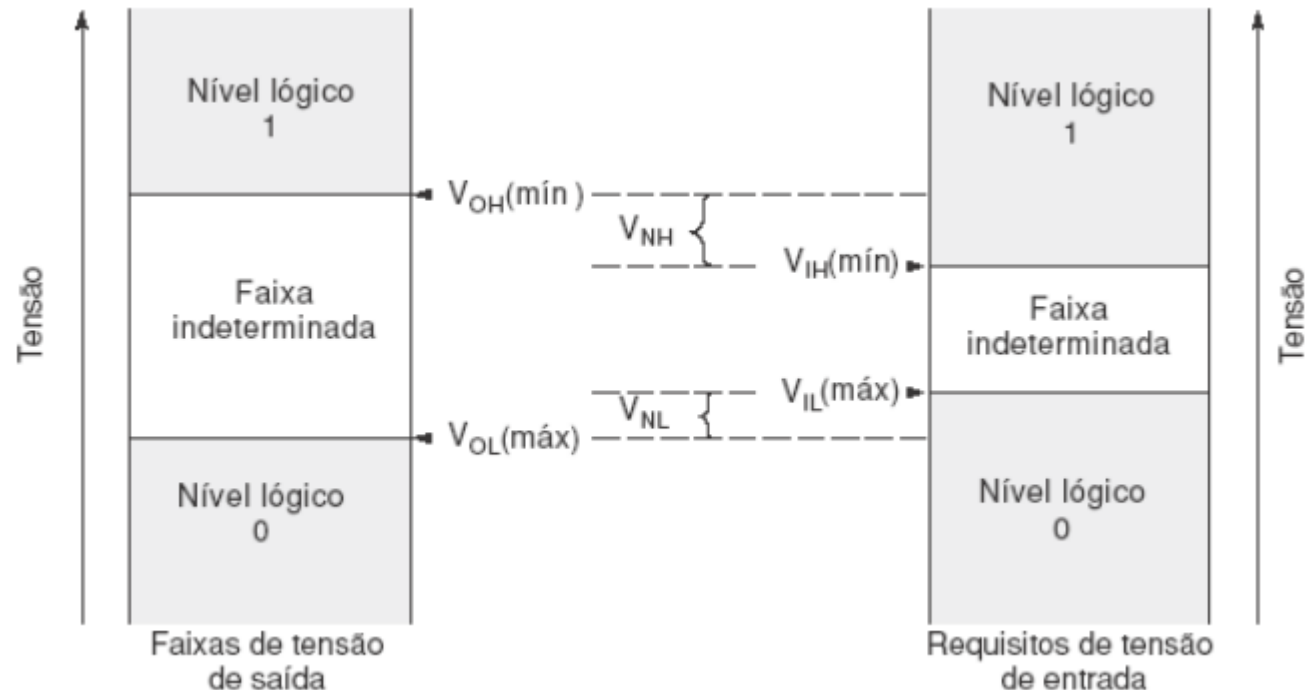 Nível lógico
1
Nível lógico
1
V_OH(mín )
V_NH
V_IH(mín)
Tensão
Faixa
indeterminada
Faixa
indeterminada
Tensão
V_IL(máx)
V_NL
V_OL(máx)
Nível lógico
0
Nível lógico
0
Faixas de tensão
de saída
Requisitos de tensão
de entrada